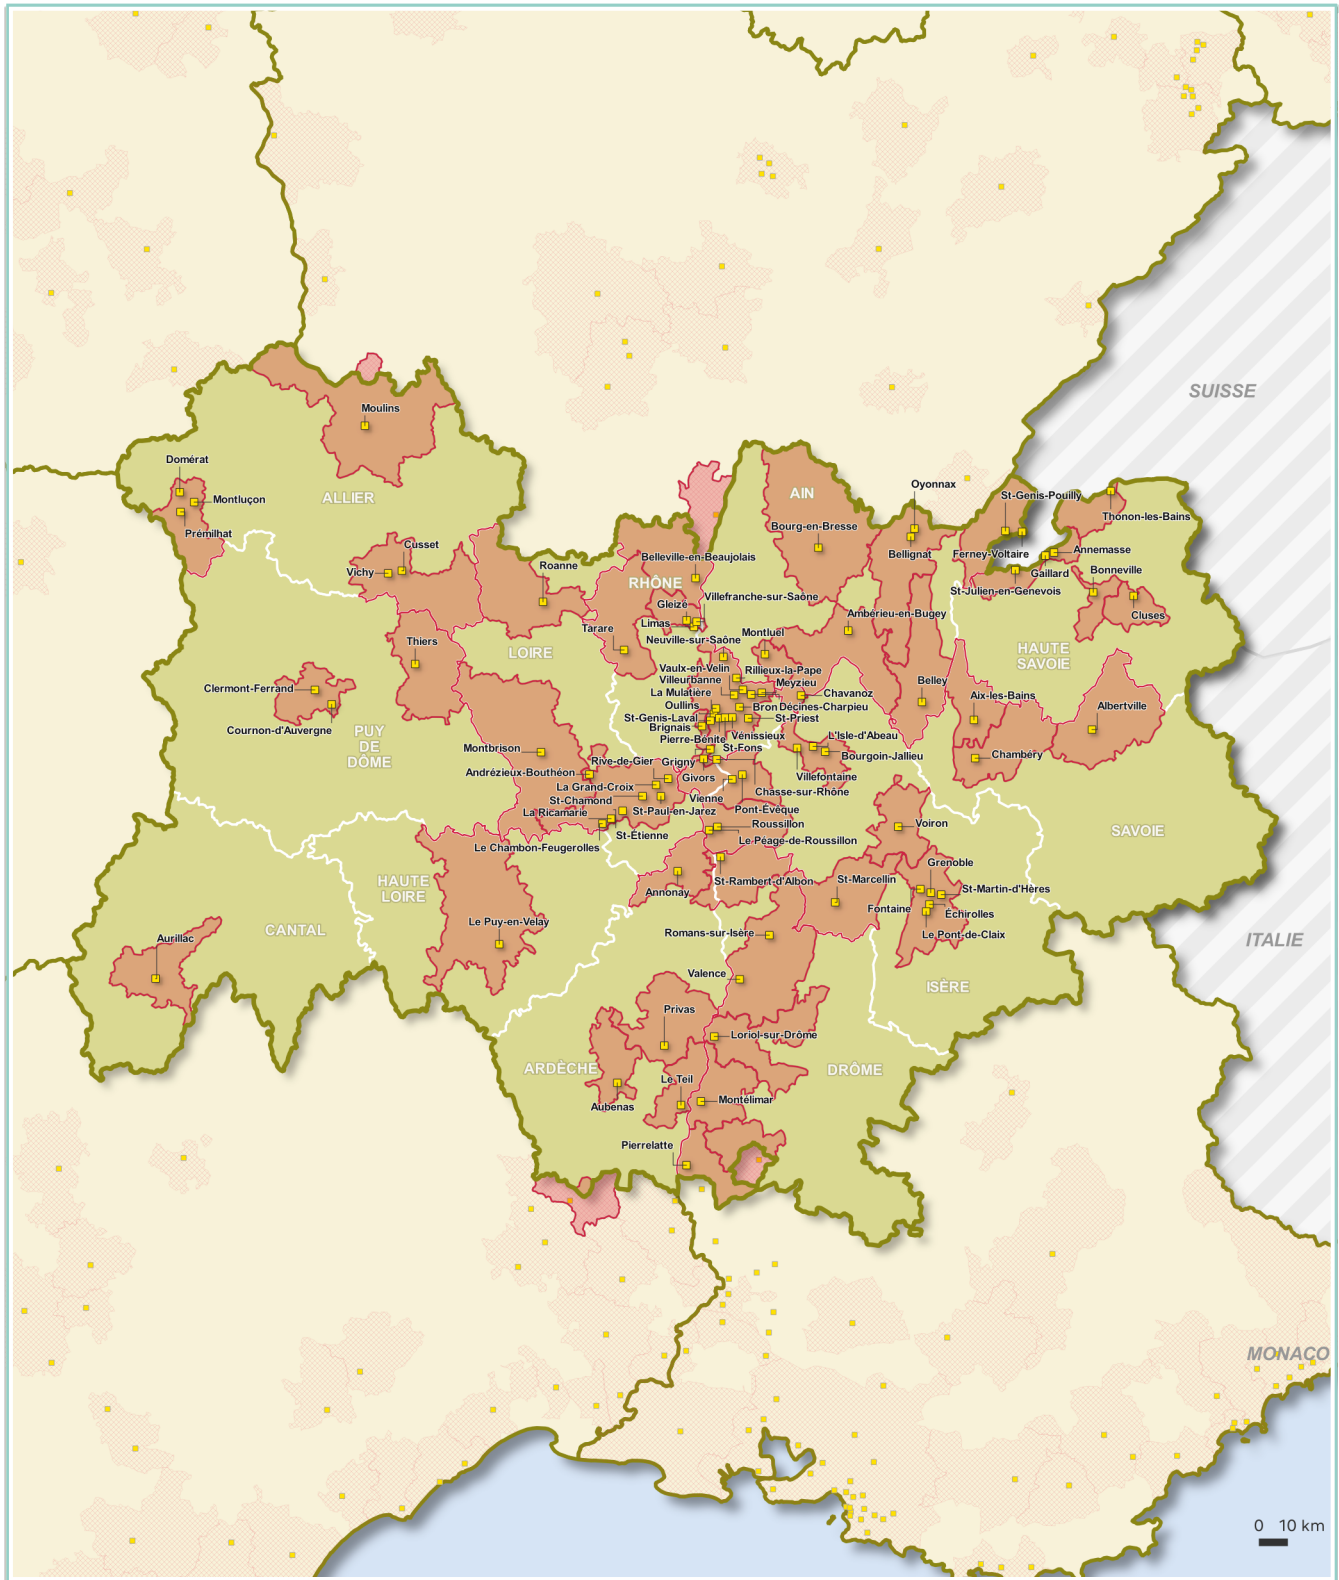 SUISSE
Moulins
Domérat
Montluçon
Prémilhat
ALLIER
AIN
Oyonnax
St-Genis-Pouilly
Thonon-les-Bains
Bourg-en-Bresse
Bellignat
Ferney-Voltaire
Annemasse
Gaillard
Bonneville
Cusset
Vichy
Roanne
Belleville-en-Beaujolais
RHÔNE
St-Julien-en-Genevois
Cluses
Villefranche-sur-Saône
Gleizé
Limas
Ambérieu-en-Bugey
Tarare
Neuville-sur-Saône
Montluel
Thiers
LOIRE
HAUTE
SAVOIE
Vaulx-en-Velin
Rillieux-la-Pape
Villeurbanne
Meyzieu
Belley
Clermont-Ferrand
La Mulatière
Chavanoz
Aix-les-Bains
Oullins
Bron
Décines-Charpieu
Albertville
St-Genis-Laval
St-Priest
Cournon-d'Auvergne
Brignais
Vénissieux
L'Isle-d'Abeau
PUY
DE
DÔME
Pierre-Bénite
St-Fons
Montbrison
Bourgoin-Jallieu
Chambéry
Rive-de-Gier
Grigny
Andrézieux-Bouthéon
Givors
Villefontaine
La Grand-Croix
Chasse-sur-Rhône
St-Chamond
Vienne
La Ricamarie
St-Paul-en-Jarez
Pont-Évêque
Roussillon
Voiron
SAVOIE
St-Étienne
Le Péage-de-Roussillon
Le Chambon-Feugerolles
Grenoble
HAUTE
LOIRE
Annonay
St-Rambert-d'Albon
St-Marcellin
St-Martin-d'Hères
Fontaine
Échirolles
Le Puy-en-Velay
Romans-sur-Isère
Le Pont-de-Claix
CANTAL
Aurillac
ITALIE
Valence
ISÈRE
Privas
Loriol-sur-Drôme
ARDÈCHE
DRÔME
Le Teil
Aubenas
Montélimar
Pierrelatte
MONACO
0 10 km